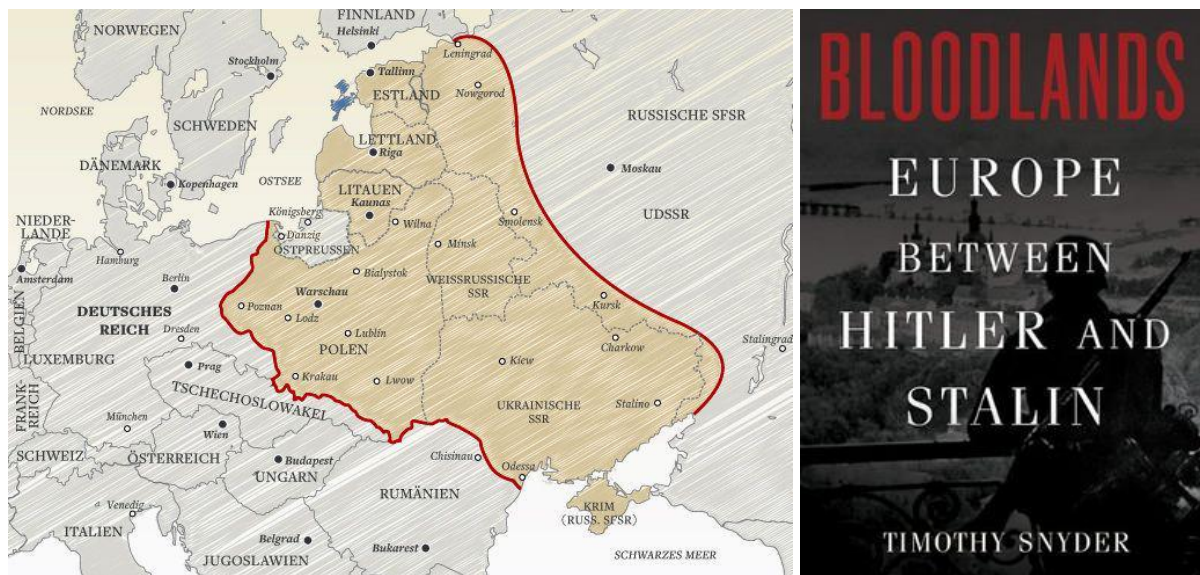 NORWEGEN
FINNLAND
Helsinki
Stockholm
Leningrad
Tallinn
Nowgorod
ESTLAND
NORDSEE
SCHWEDEN
RUSSISCHE SFSR
LETTLAND
Riga
DÄNEMARK
Moskau
Kopenhagen
OSTSEE
LITAUEN
Kaunas
Königsberg
Wilna
Smolensk
UDSSR
NIEDER-
LANDE
Danzig
OSTPREUSSEN
Minsk
Hamburg
Amsterdam
Berlin
Bialystok
WEISSRUSSISCHE
SSR
Warschau
Poznan
Lodz
Kursk
DEUTSCHES
REICH
BELGIEN
Dresden
Lublin
POLEN
Charkow
Stalingrad
LUXEMBURG
Prag
Kiew
Krakau
Lwow
TSCHECHOSLOWAKEI
FRANK-
REICH
UKRAINISCHE
SSR
Stalino
München
Wien
SCHWEIZ
ÖSTERREICH
Budapest
UNGARN
Chisinau
Odessa
RUMÄNIEN
Venedig
KRIM
(RUSS. SFSR)
ITALIEN
Belgrad
JUGOSLAWIEN
Bukarest
SCHWARZES MEER
BLOODLANDS
EUROPE
BETWEEN
HITLER AND
STALIN
TIMOTHY SNYDER